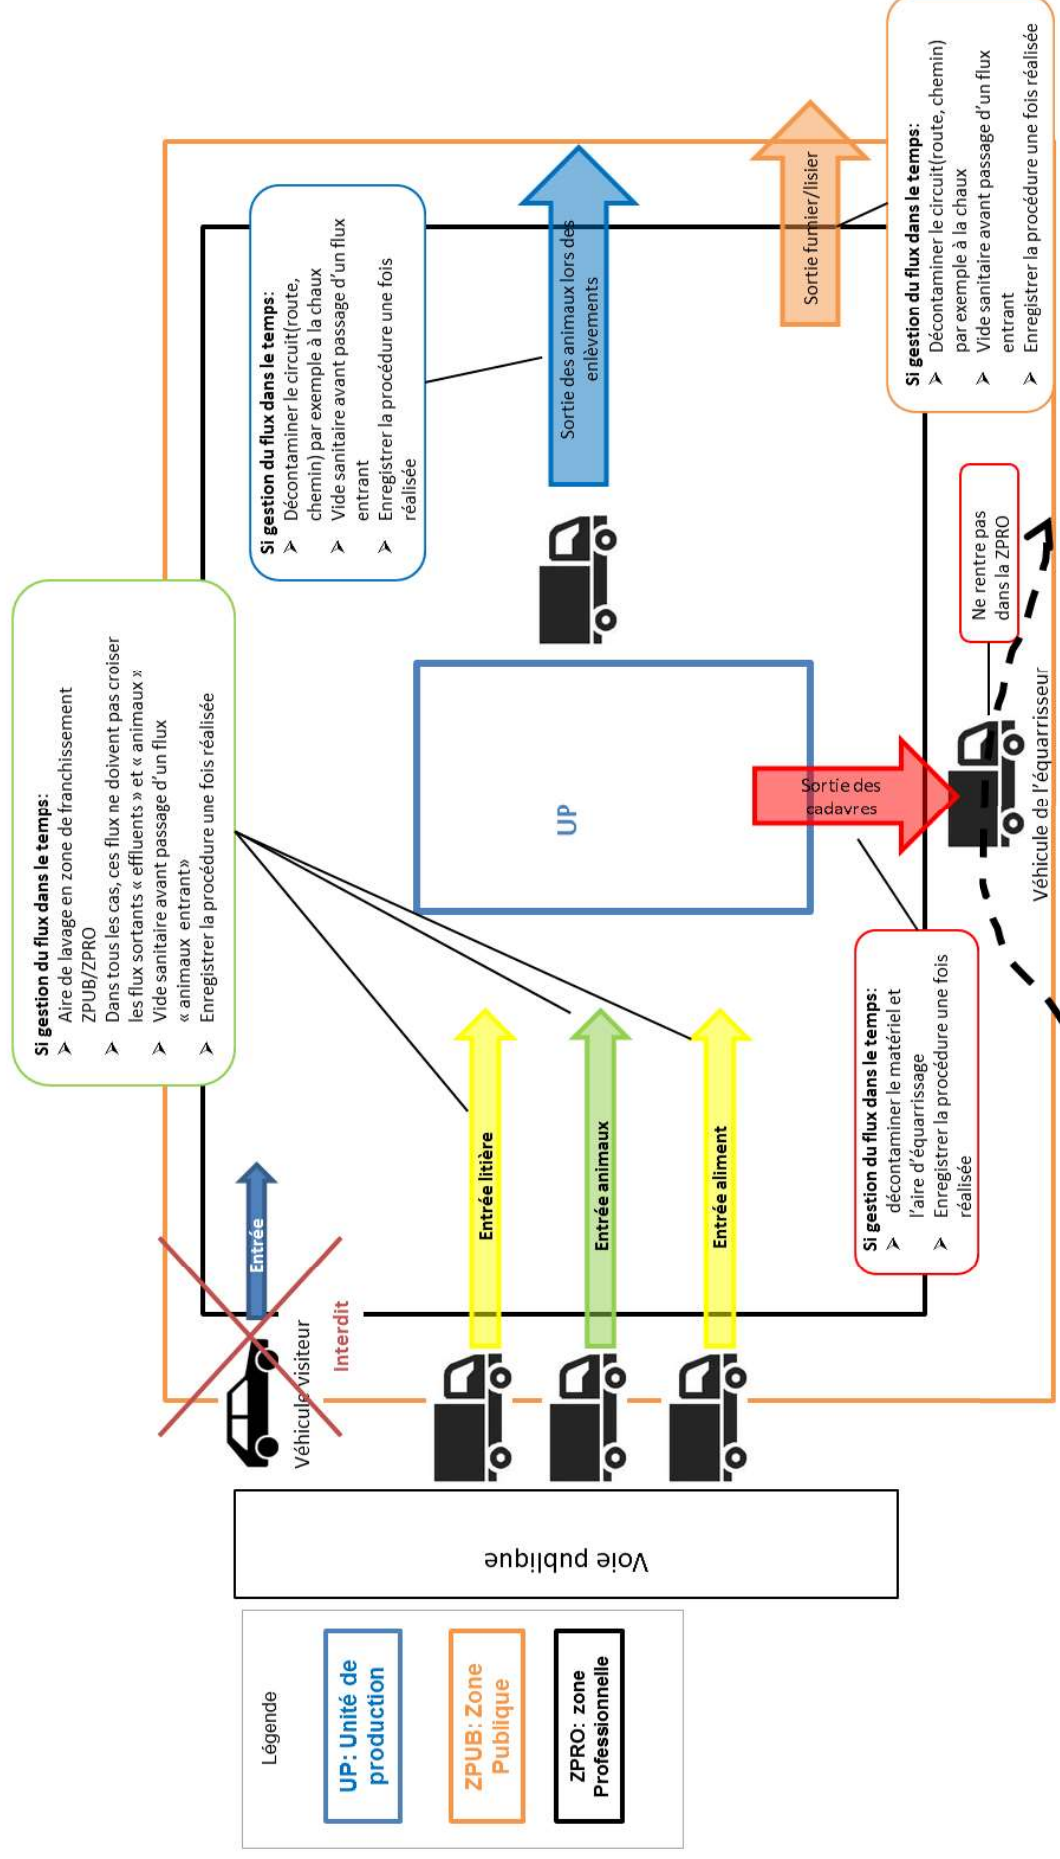 Si gestion du flux dans le temps:
➢ Aire de lavage en zone de franchissement
ZPUB/ZPRO
➢ Dans tous les cas, ces flux ne doivent pas croiser
les flux sortants « effluents » et « animaux »
➢ Vide sanitaire avant passage d'un flux
« animaux entrant»
➢ Enregistrer la procédure une fois réalisée
Si gestion du flux dans le temps:
➢ Décontaminer le circuit(route,
chemin) par exemple à la chaux
➢ Vide sanitaire avant passage d'un flux
entrant
➢ Enregistrer la procédure une fois
réalisée
Entrée
Véhicule visiteur
Interdit
Légende
UP: Unité de
production
ZPUB: Zone
Publique
ZPRO: zone
Professionnelle
Voie publique
Entrée litière
Entrée animaux
Entrée aliment
UP
Sortie des animaux lors des
enlèvements
Sortie fumier/lisier
Sortie des
cadavres
Si gestion du flux dans le temps:
➢ décontaminer le matériel et
l'aire d'équarrissage
➢ Enregistrer la procédure une fois
réalisée
Véhicule de l'équarrisseur
Ne rentre pas
dans la ZPRO
Si gestion du flux dans le temps:
➢ Décontaminer le circuit(route, chemin)
par exemple à la chaux
➢ Vide sanitaire avant passage d'un flux
entrant
➢ Enregistrer la procédure une fois réalisée